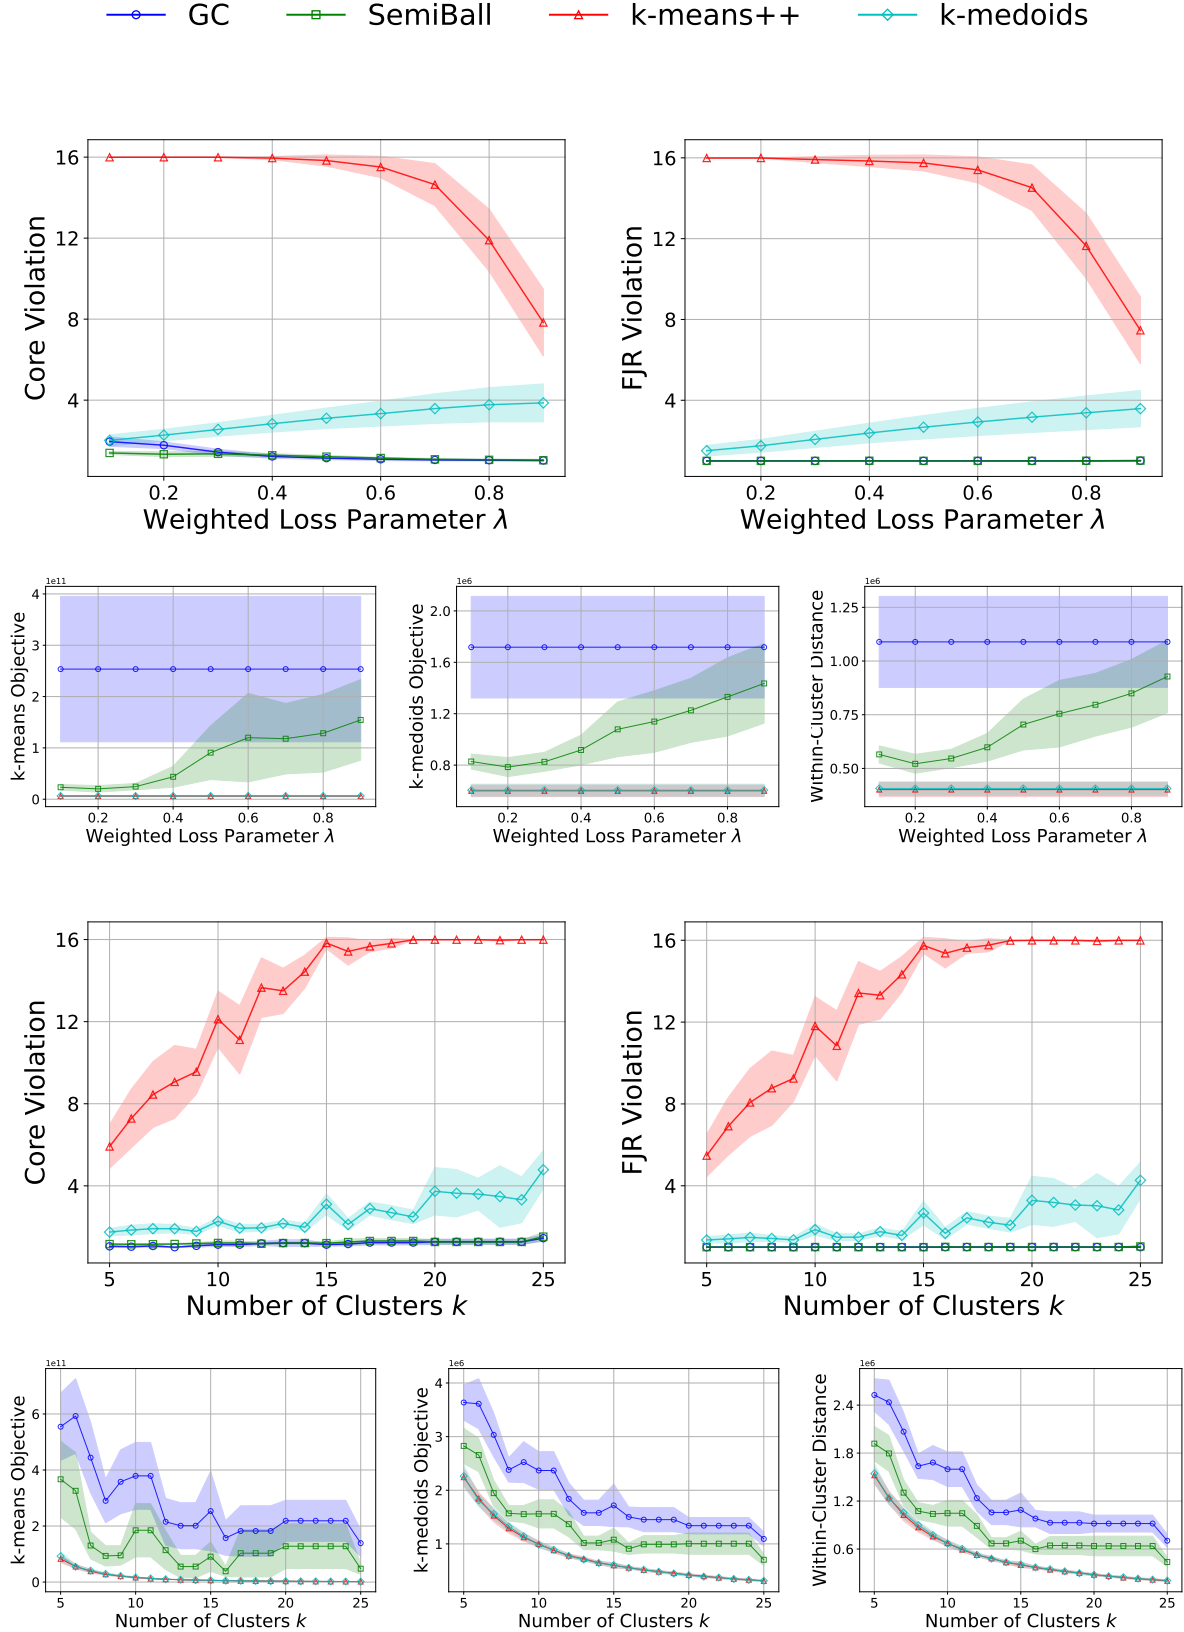 GC SemiBall k-means++ k-medoids
16 12 8 4
Core Violation
0.2 0.4 0.6 0.8
Weighted Loss Parameter λ
16 12 8 4
FJR Violation
0.2 0.4 0.6 0.8
Weighted Loss Parameter λ
1e11
4 3 2 1 0
k-means Objective
0.2 0.4 0.6 0.8
Weighted Loss Parameter λ
1e6
2.0 1.6 1.2 0.8
k-medoids Objective
0.2 0.4 0.6 0.8
Weighted Loss Parameter λ
1e6
1.25 1.00 0.75 0.50
Within-Cluster Distance
0.2 0.4 0.6 0.8
Weighted Loss Parameter λ
16 12 8 4
Core Violation
5 10 15 20 25
Number of Clusters k
16 12 8 4
FJR Violation
5 10 15 20 25
Number of Clusters k
1e11
6 4 2 0
k-means Objective
5 10 15 20 25
Number of Clusters k
1e6
4 3 2 1
k-medoids Objective
5 10 15 20 25
Number of Clusters k
1e6
2.4 1.8 1.2 0.6
Within-Cluster Distance
5 10 15 20 25
Number of Clusters k